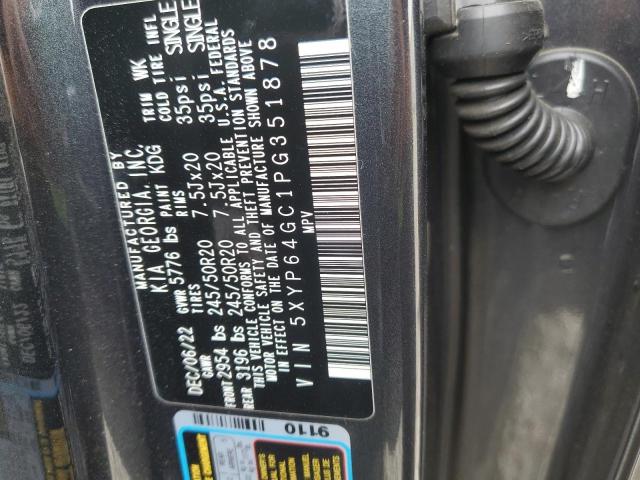 MANUFACTURED BY
KIA GEORGIA, INC.
DEC/06/22 GVWR 5776 lbs PAINT KDG TRIM WK
GAWR TIRES RIMS COLD TIRE INFL
FRONT 2954 lbs 245/50R20 7.5Jx20 35psi SINGLE
REAR 3196 lbs 245/50R20 7.5Jx20 35psi SINGLE
THIS VEHICLE CONFORMS TO ALL APPLICABLE U.S.A. FEDERAL
MOTOR VEHICLE SAFETY AND THEFT PREVENTION STANDARDS
IN EFFECT ON THE DATE OF MANUFACTURE SHOWN ABOVE
VIN 5XYP64GC1PG351878
MPV
9110